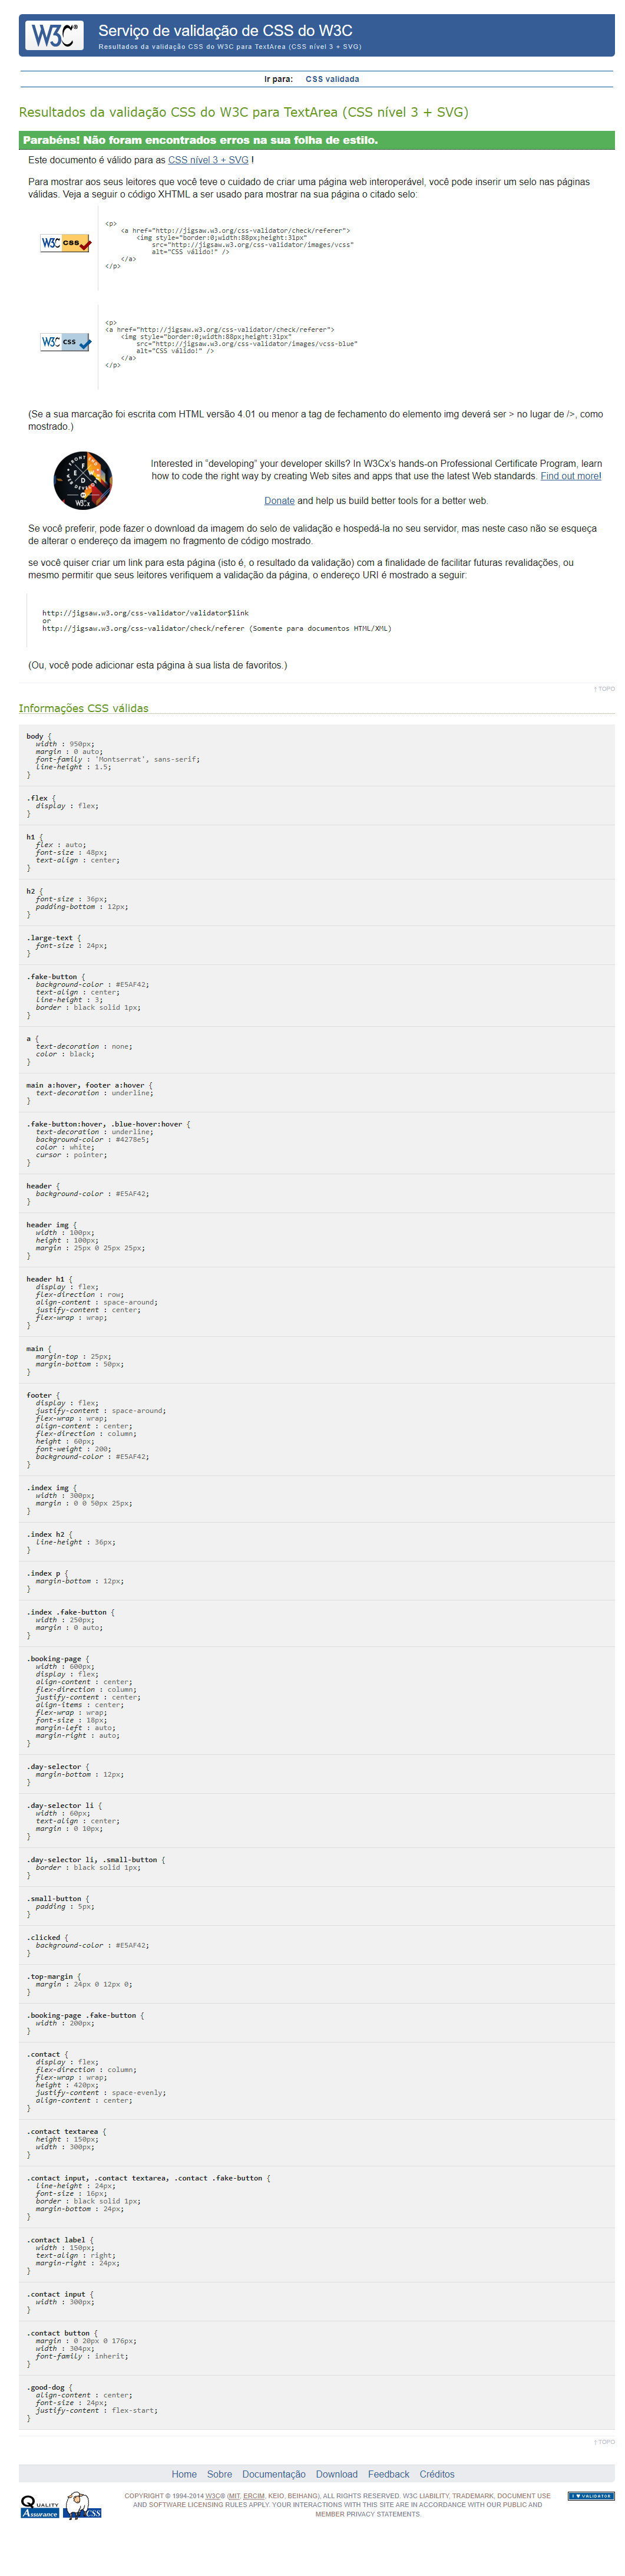 W3C®
Serviço de validação de CSS do W3C
Resultados da validação CSS do W3C para TextArea (CSS nível 3 + SVG)
Ir para: CSS validada
Resultados da validação CSS do W3C para TextArea (CSS nível 3 + SVG)
Parabéns! Não foram encontrados erros na sua folha de estilo.
Este documento é válido para as CSS nível 3 + SVG !
Para mostrar aos seus leitores que você teve o cuidado de criar uma página web interoperável, você pode inserir um selo nas páginas
válidas. Veja a seguir o código XHTML a ser usado para mostrar na sua página o citado selo:
W3C css
<p>
<a href="http://jigsaw.w3.org/css-validator/check/referer">
<img style="border:0;width:88px;height:31px"
src="http://jigsaw.w3.org/css-validator/images/vcss"
alt="CSS válido!" />
</a>
</p>
W3C css
<p>
<a href="http://jigsaw.w3.org/css-validator/check/referer">
<img style="border:0;width:88px;height:31px"
src="http://jigsaw.w3.org/css-validator/images/vcss-blue"
alt="CSS válido!" />
</a>
</p>
(Se a sua marcação foi escrita com HTML versão 4.01 ou menor a tag de fechamento do elemento img deverá ser > no lugar de />, como
mostrado.)
Interested in "developing" your developer skills? In W3Cx's hands-on Professional Certificate Program, learn
how to code the right way by creating Web sites and apps that use the latest Web standards. Find out more!
Donate and help us build better tools for a better web.
Se você preferir, pode fazer o download da imagem do selo de validação e hospedá-la no seu servidor, mas neste caso não se esqueça
de alterar o endereço da imagem no fragmento de código mostrado.
se você quiser criar um link para esta página (isto é, o resultado da validação) com a finalidade de facilitar futuras revalidações, ou
mesmo permitir que seus leitores verifiquem a validação da página, o endereço URI é mostrado a seguir:
http://jigsaw.w3.org/css-validator/validator$link
or
http://jigsaw.w3.org/css-validator/check/referer (Somente para documentos HTML/XML)
(Ou, você pode adicionar esta página à sua lista de favoritos.)
↑ TOPO
Informações CSS válidas
body {
width : 950px;
margin : 0 auto;
font-family : 'Montserrat', sans-serif;
line-height : 1.5;
}
.flex {
display : flex;
}
h1 {
flex : auto;
font-size : 48px;
text-align : center;
}
h2 {
font-size : 36px;
padding-bottom : 12px;
}
.large-text {
font-size : 24px;
}
.fake-button {
background-color : #E5AF42;
text-align : center;
line-height : 3;
border : black solid 1px;
}
a {
text-decoration : none;
color : black;
}
main a:hover, footer a:hover {
text-decoration : underline;
}
.fake-button:hover, .blue-hover:hover {
text-decoration : underline;
background-color : #4278e5;
color : white;
cursor : pointer;
}
header {
background-color : #E5AF42;
}
header img {
width : 100px;
height : 100px;
margin : 25px 0 25px 25px;
}
header h1 {
display : flex;
flex-direction : row;
align-content : space-around;
justify-content : center;
flex-wrap : wrap;
}
main {
margin-top : 25px;
margin-bottom : 50px;
}
footer {
display : flex;
justify-content : space-around;
flex-wrap : wrap;
align-content : center;
flex-direction : column;
height : 60px;
font-weight : 200;
background-color : #E5AF42;
}
.index img {
width : 300px;
margin : 0 0 50px 25px;
}
.index h2 {
line-height : 36px;
}
.index p {
margin-bottom : 12px;
}
.index .fake-button {
width : 250px;
margin : 0 auto;
}
.booking-page {
width : 600px;
display : flex;
align-content : center;
flex-direction : column;
justify-content : center;
align-items : center;
flex-wrap : wrap;
font-size : 18px;
margin-left : auto;
margin-right : auto;
}
.day-selector {
margin-bottom : 12px;
}
.day-selector li {
width : 60px;
text-align : center;
margin : 0 10px;
}
.day-selector li, .small-button {
border : black solid 1px;
}
.small-button {
padding : 5px;
}
.clicked {
background-color : #E5AF42;
}
.top-margin {
margin : 24px 0 12px 0;
}
.booking-page .fake-button {
width : 200px;
}
.contact {
display : flex;
flex-direction : column;
flex-wrap : wrap;
height : 420px;
justify-content : space-evenly;
align-content : center;
}
.contact textarea {
height : 150px;
width : 300px;
}
.contact input, .contact textarea, .contact .fake-button {
line-height : 24px;
font-size : 16px;
border : black solid 1px;
margin-bottom : 24px;
}
.contact label {
width : 150px;
text-align : right;
margin-right : 24px;
}
.contact input {
width : 300px;
}
.contact button {
margin : 0 20px 0 176px;
width : 304px;
font-family : inherit;
}
.good-dog {
align-content : center;
font-size : 24px;
justify-content : flex-start;
}
↑ TOPO
Home Sobre Documentação Download Feedback Créditos
QUALITY
Assurance
CSS
COPYRIGHT © 1994-2014 W3C® (MIT, ERCIM, KEIO, BEIHANG), ALL RIGHTS RESERVED. W3C LIABILITY, TRADEMARK, DOCUMENT USE
AND SOFTWARE LICENSING RULES APPLY. YOUR INTERACTIONS WITH THIS SITE ARE IN ACCORDANCE WITH OUR PUBLIC AND
MEMBER PRIVACY STATEMENTS.
I ♥ VALIDATOR